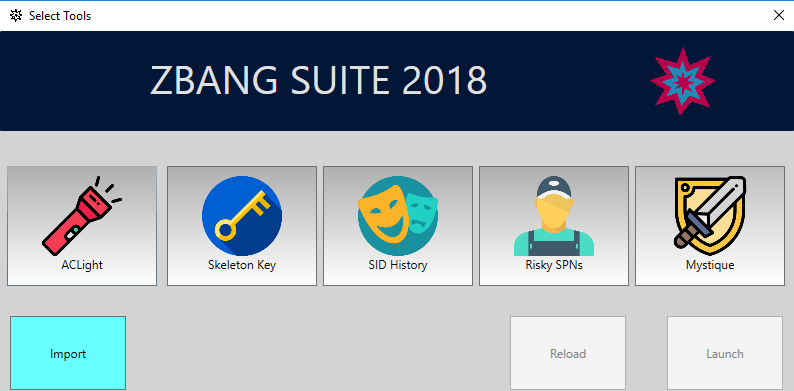 Select Tools
ZBANG SUITE 2018
ACLight
Skeleton Key
SID History
Risky SPNs
Mystique
Import
Reload
Launch